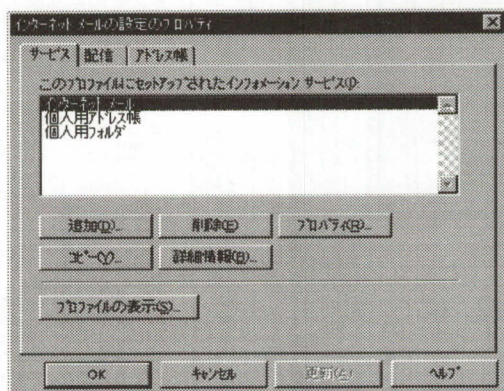 インターネット メールの設定のプロパティ
サービス 配信 アドレス帳
このプロファイルにセットアップされたインフォメーション サービス(P):
インターネット メール
個人用アドレス帳
個人用フォルダ
追加(D)... 削除(E) プロパティ(R)...
コピー(Y)... 詳細情報(B)...
プロファイルの表示(S)...
OK キャンセル 更新(A) ヘルプ